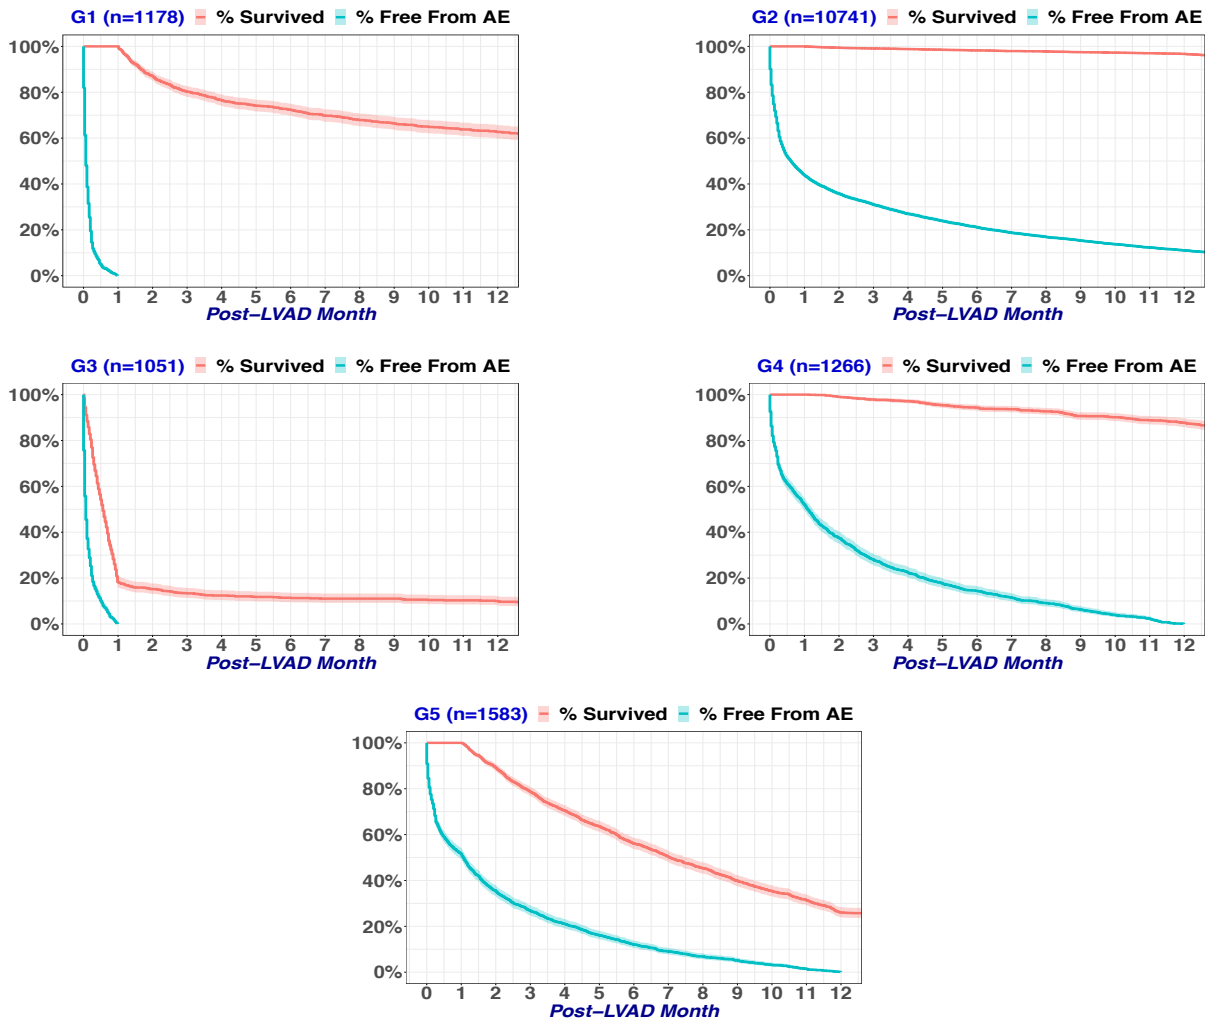 G1 (n=1178) % Survived % Free From AE
100%
80%
60%
40%
20%
0%
0 1 2 3 4 5 6 7 8 9 10 11 12
Post-LVAD Month
G2 (n=10741) % Survived % Free From AE
100%
80%
60%
40%
20%
0%
0 1 2 3 4 5 6 7 8 9 10 11 12
Post-LVAD Month
G3 (n=1051) % Survived % Free From AE
100%
80%
60%
40%
20%
0%
0 1 2 3 4 5 6 7 8 9 10 11 12
Post-LVAD Month
G4 (n=1266) % Survived % Free From AE
100%
80%
60%
40%
20%
0%
0 1 2 3 4 5 6 7 8 9 10 11 12
Post-LVAD Month
G5 (n=1583) % Survived % Free From AE
100%
80%
60%
40%
20%
0%
0 1 2 3 4 5 6 7 8 9 10 11 12
Post-LVAD Month